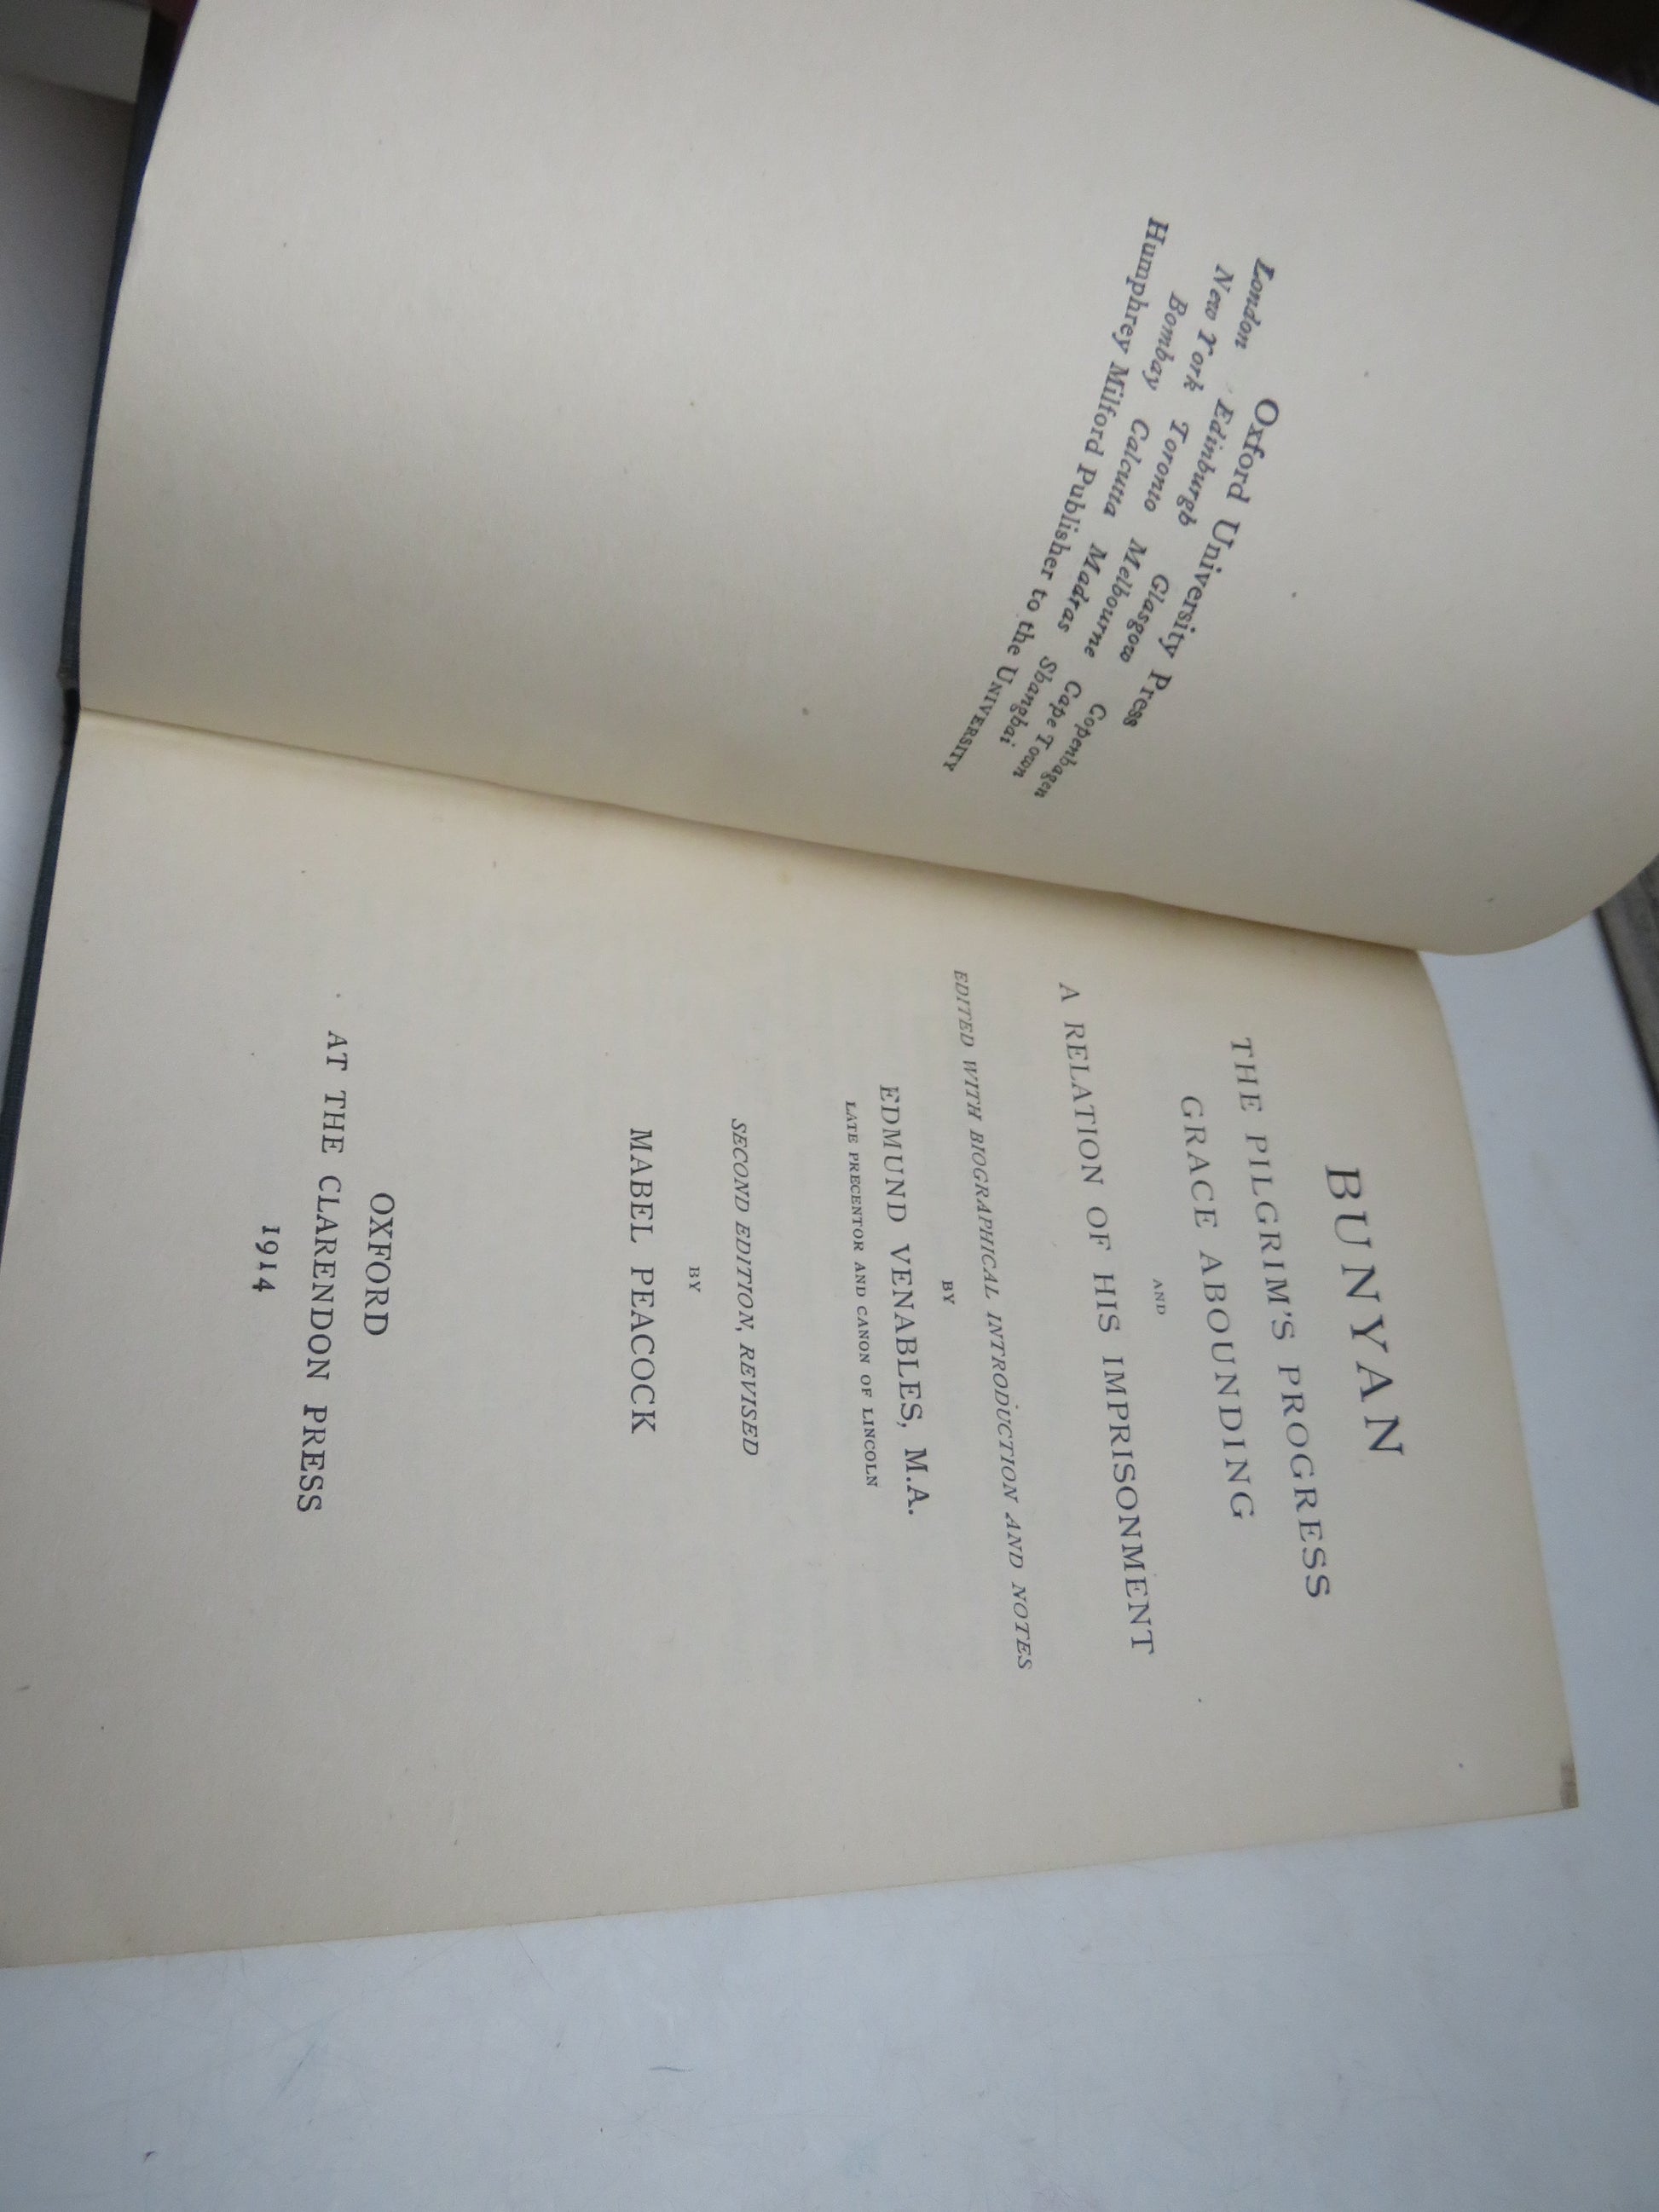 Oxford University Press
London Edinburgh Glasgow Copenhagen
New York Toronto Melbourne Cape Town
Bombay Calcutta Madras Shanghai
Humphrey Milford Publisher to the UNIVERSITY
BUNYAN
THE PILGRIM'S PROGRESS
GRACE ABOUNDING
AND
A RELATION OF HIS IMPRISONMENT
EDITED WITH BIOGRAPHICAL INTRODUCTION AND NOTES
BY
EDMUND VENABLES, M.A.
LATE PRECENTOR AND CANON OF LINCOLN
SECOND EDITION, REVISED
BY
MABEL PEACOCK
OXFORD
AT THE CLARENDON PRESS
1914